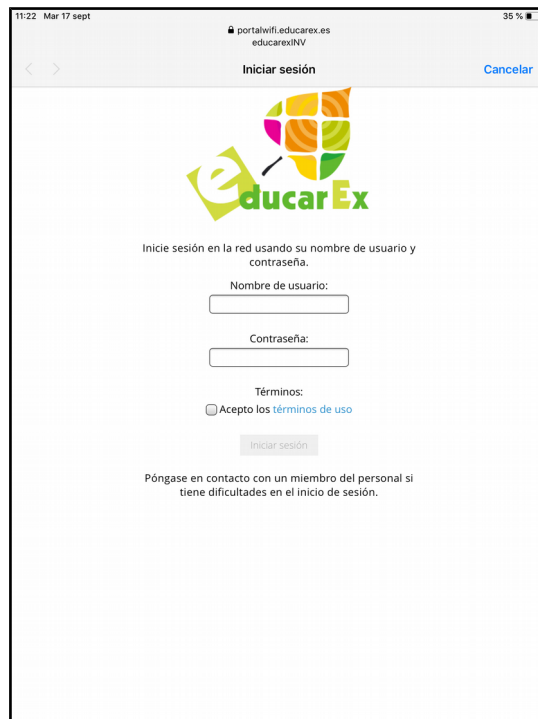 11:22 Mar 17 sept 35 %
portalwifi.educarex.es
educarexINV
Iniciar sesión Cancelar
educarEx
Inicie sesión en la red usando su nombre de usuario y
contraseña.
Nombre de usuario:
Contraseña:
Términos:
Acepto los términos de uso
Iniciar sesión
Póngase en contacto con un miembro del personal si
tiene dificultades en el inicio de sesión.